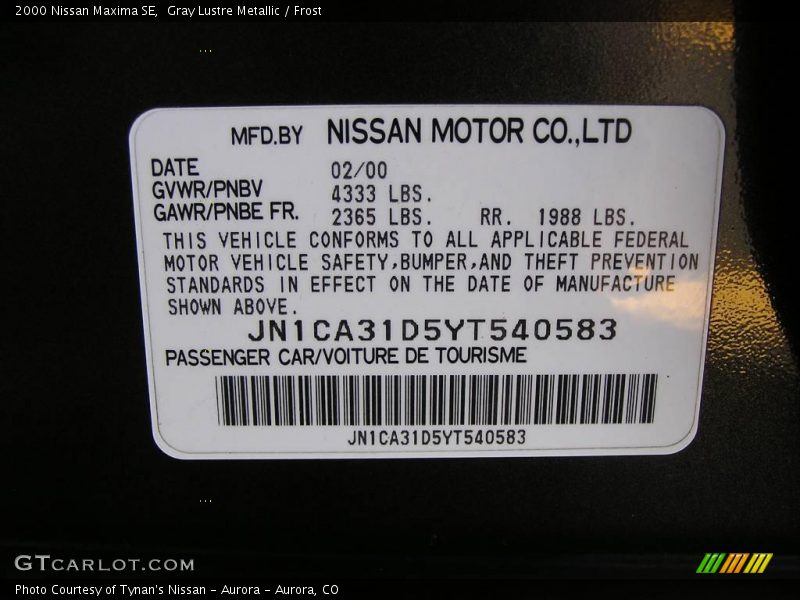 2000 Nissan Maxima SE,  Gray Lustre Metallic / Frost
...
MFD.BY NISSAN MOTOR CO.,LTD
DATE 02/00
GVWR/PNBV 4333 LBS.
GAWR/PNBE FR. 2365 LBS. RR. 1988 LBS.
THIS VEHICLE CONFORMS TO ALL APPLICABLE FEDERAL
MOTOR VEHICLE SAFETY,BUMPER,AND THEFT PREVENTION
STANDARDS IN EFFECT ON THE DATE OF MANUFACTURE
SHOWN ABOVE.
JN1CA31D5YT540583
PASSENGER CAR/VOITURE DE TOURISME
JN1CA31D5YT540583
...
GTCARLOT.COM
Photo Courtesy of Tynan's Nissan - Aurora - Aurora, CO